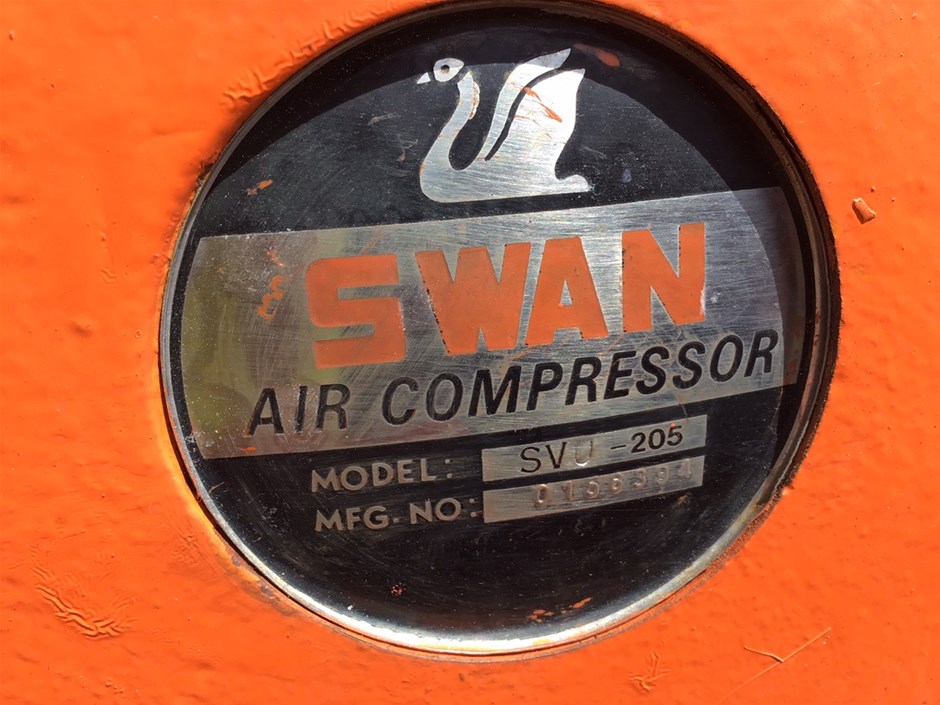 SWAN
AIR COMPRESSOR
MODEL: SVU-205
MFG. NO: